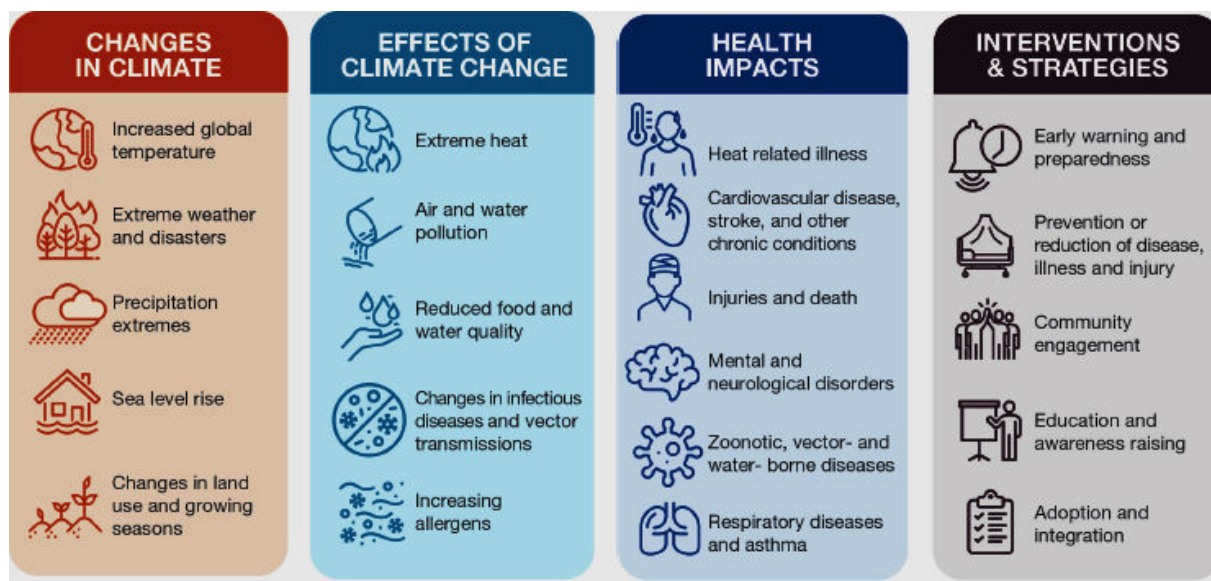 CHANGES
IN CLIMATE
Increased global
temperature
Extreme weather
and disasters
Precipitation
extremes
Sea level rise
Changes in land
use and growing
seasons
EFFECTS OF
CLIMATE CHANGE
Extreme heat
Air and water
pollution
Reduced food and
water quality
Changes in infectious
diseases and vector
transmissions
Increasing
allergens
HEALTH
IMPACTS
Heat related illness
Cardiovascular disease,
stroke, and other
chronic conditions
Injuries and death
Mental and
neurological disorders
Zoonotic, vector- and
water- borne diseases
Respiratory diseases
and asthma
INTERVENTIONS
& STRATEGIES
Early warning and
preparedness
Prevention or
reduction of disease,
illness and injury
Community
engagement
Education and
awareness raising
Adoption and
integration